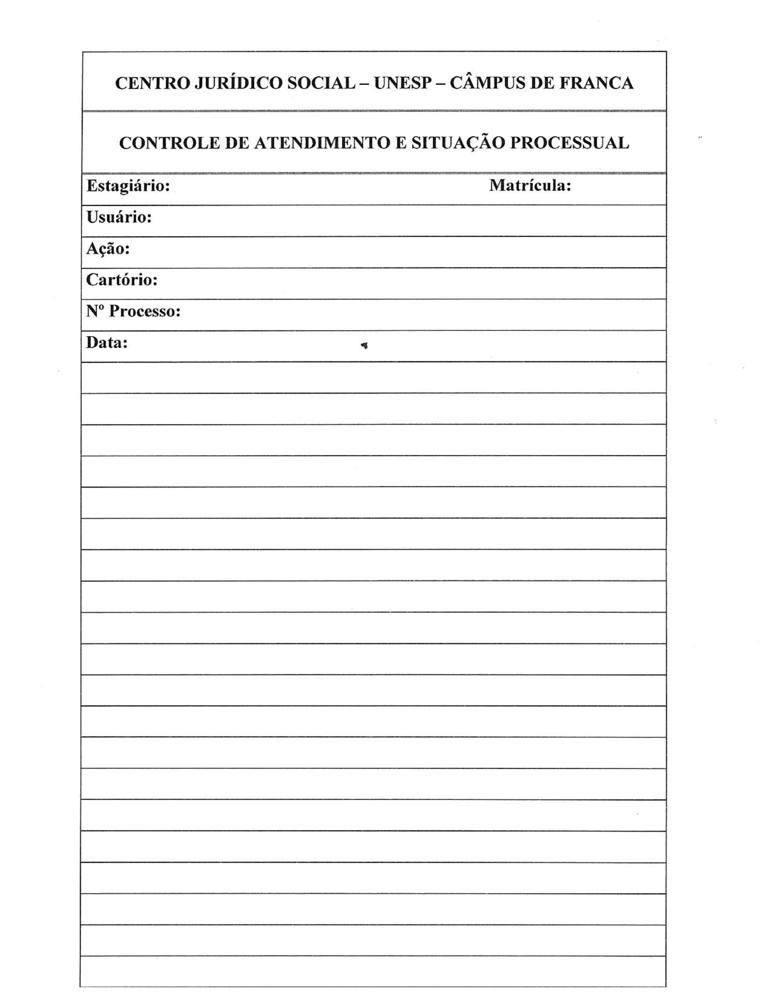 CENTRO JURÍDICO SOCIAL – UNESP – CÂMPUS DE FRANCA
CONTROLE DE ATENDIMENTO E SITUAÇÃO PROCESSUAL
Estagiário: Matrícula:
Usuário:
Ação:
Cartório:
Nº Processo:
Data: